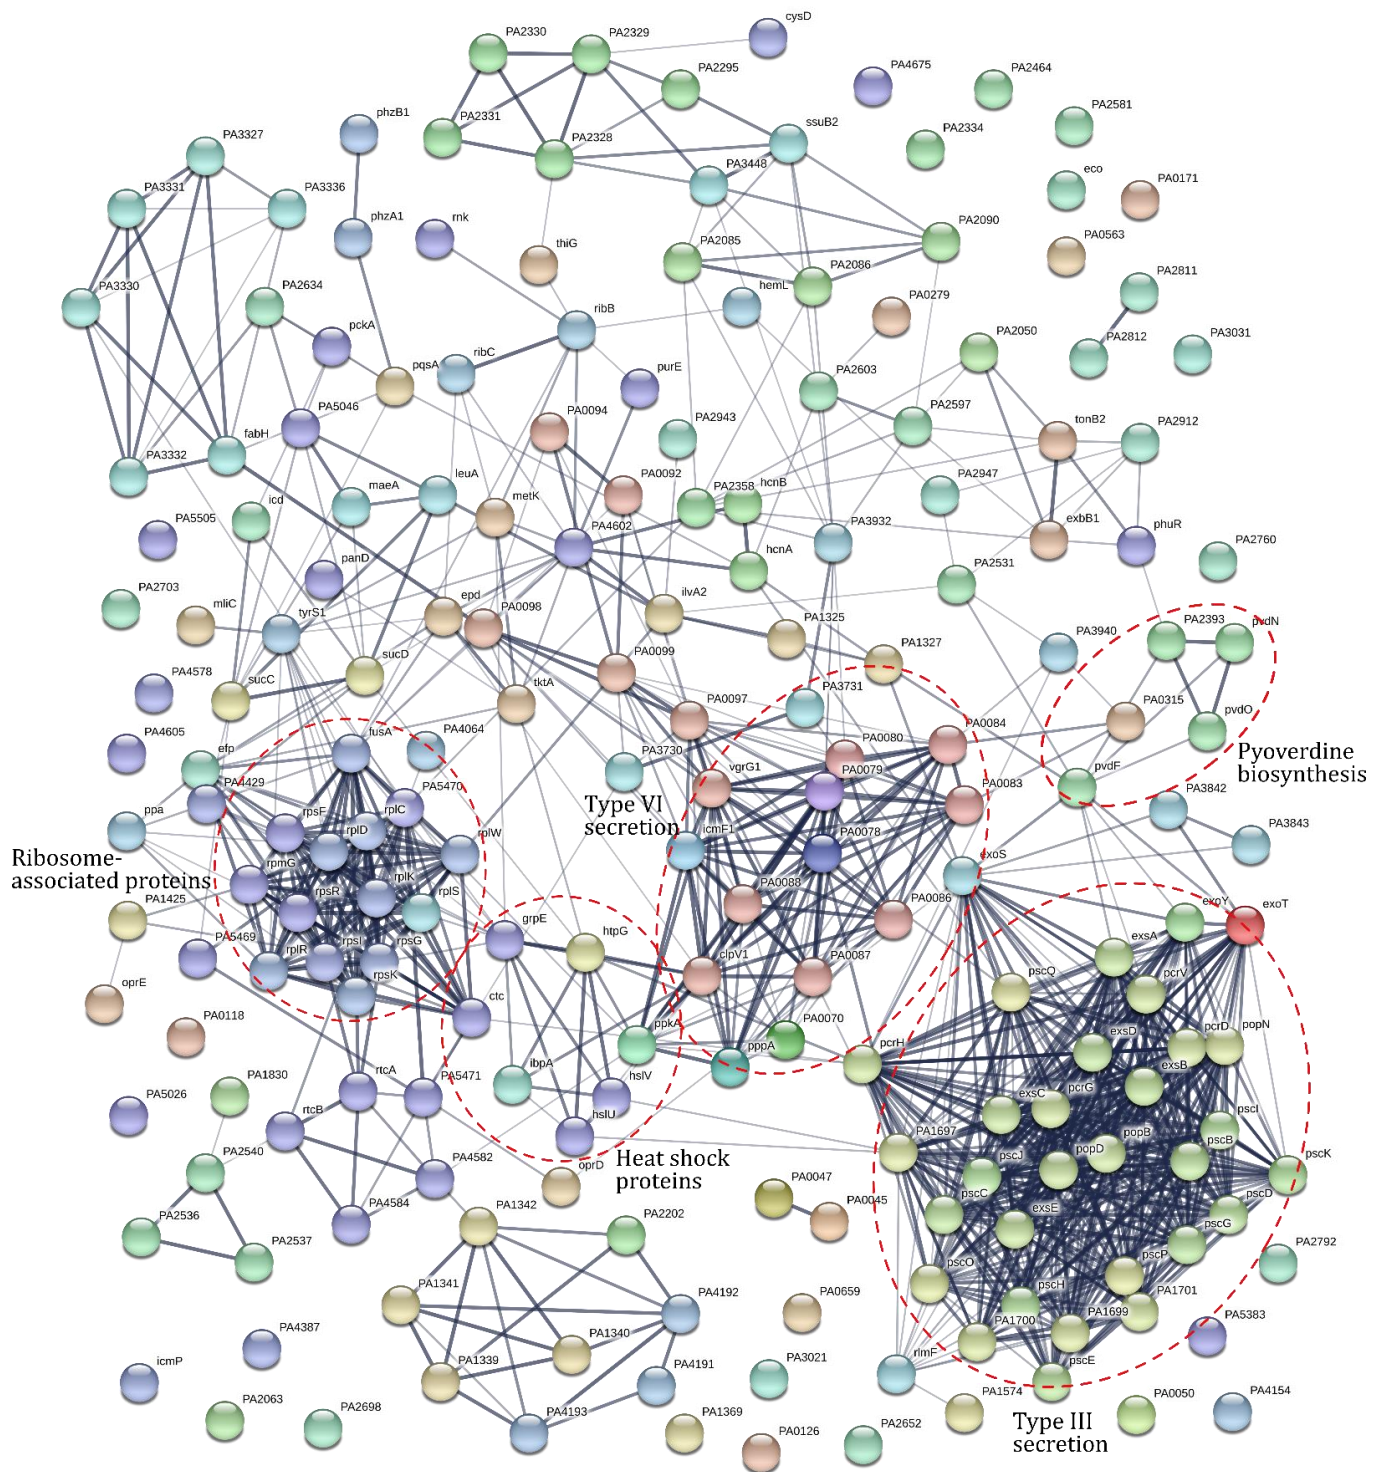 cysD
PA2330
PA2329
PA2295
PA4675
PA2464
PA2581
PA2331
PA2328
ssuB2
PA2334
phzB1
PA3327
PA3448
eco
PA0171
PA3331
PA3336
phzA1
rnk
thiG
PA2085
PA2086
PA2090
PA0563
PA2811
PA3330
PA2634
pckA
ribB
hemL
PA0279
PA2050
PA2812
PA3031
pqsA
ribC
purE
PA2603
PA2597
tonB2
PA2912
PA5046
PA0094
PA2943
fabH
PA3332
maeA
leuA
metK
PA0092
PA2358
hcnB
PA2947
icd
PA5505
PA4602
PA3932
exbB1
phuR
panD
hcnA
PA2531
PA2760
PA2703
mliC
tyrS1
epd
PA0098
ilvA2
PA1325
PA1327
PA3940
PA2393
pvdN
PA4578
sucC
sucD
tktA
PA0099
PA0097
PA3731
PA0315
pvdO
PA4605
efp
fusA
PA4064
PA3730
vgrG1
PA0080
PA0084
pvdF
Pyoverdine
biosynthesis
PA4429
rpsF
rplC
PA5470
Type VI
secretion
PA0079
PA0083
PA3842
ppa
rplD
rplW
icmF1
PA0078
exoS
PA3843
Ribosome-
associated proteins
rpmG
rpsR
rplK
rplS
PA0088
PA0086
exoY
exoT
PA1425
PA5469
rplR
rpsI
rpsG
grpE
htpG
clpV1
PA0087
exsA
oprE
rpsK
ctc
pscQ
pcrV
PA0118
ppkA
pppA
PA0070
pcrH
exsD
pcrD
popN
PA1830
rtcA
PA5471
ibpA
hslV
exsC
pcrG
exsB
PA5026
rtcB
hslU
PA1697
pscI
PA2540
PA4582
oprD
Heat shock
proteins
pscJ
popD
popB
pscB
pscK
PA2536
PA2537
PA4584
PA1342
PA2202
PA0047
PA0045
pscC
exsE
pscD
pscG
PA1341
PA4192
PA0659
pscO
pscH
pscP
PA1701
PA2792
PA4387
PA1340
PA1700
PA1699
PA5383
icmP
PA1339
PA4191
PA3021
rlmF
pscE
PA2063
PA2698
PA4193
PA1369
PA0126
PA2652
PA1574
PA0050
PA4154
Type III
secretion